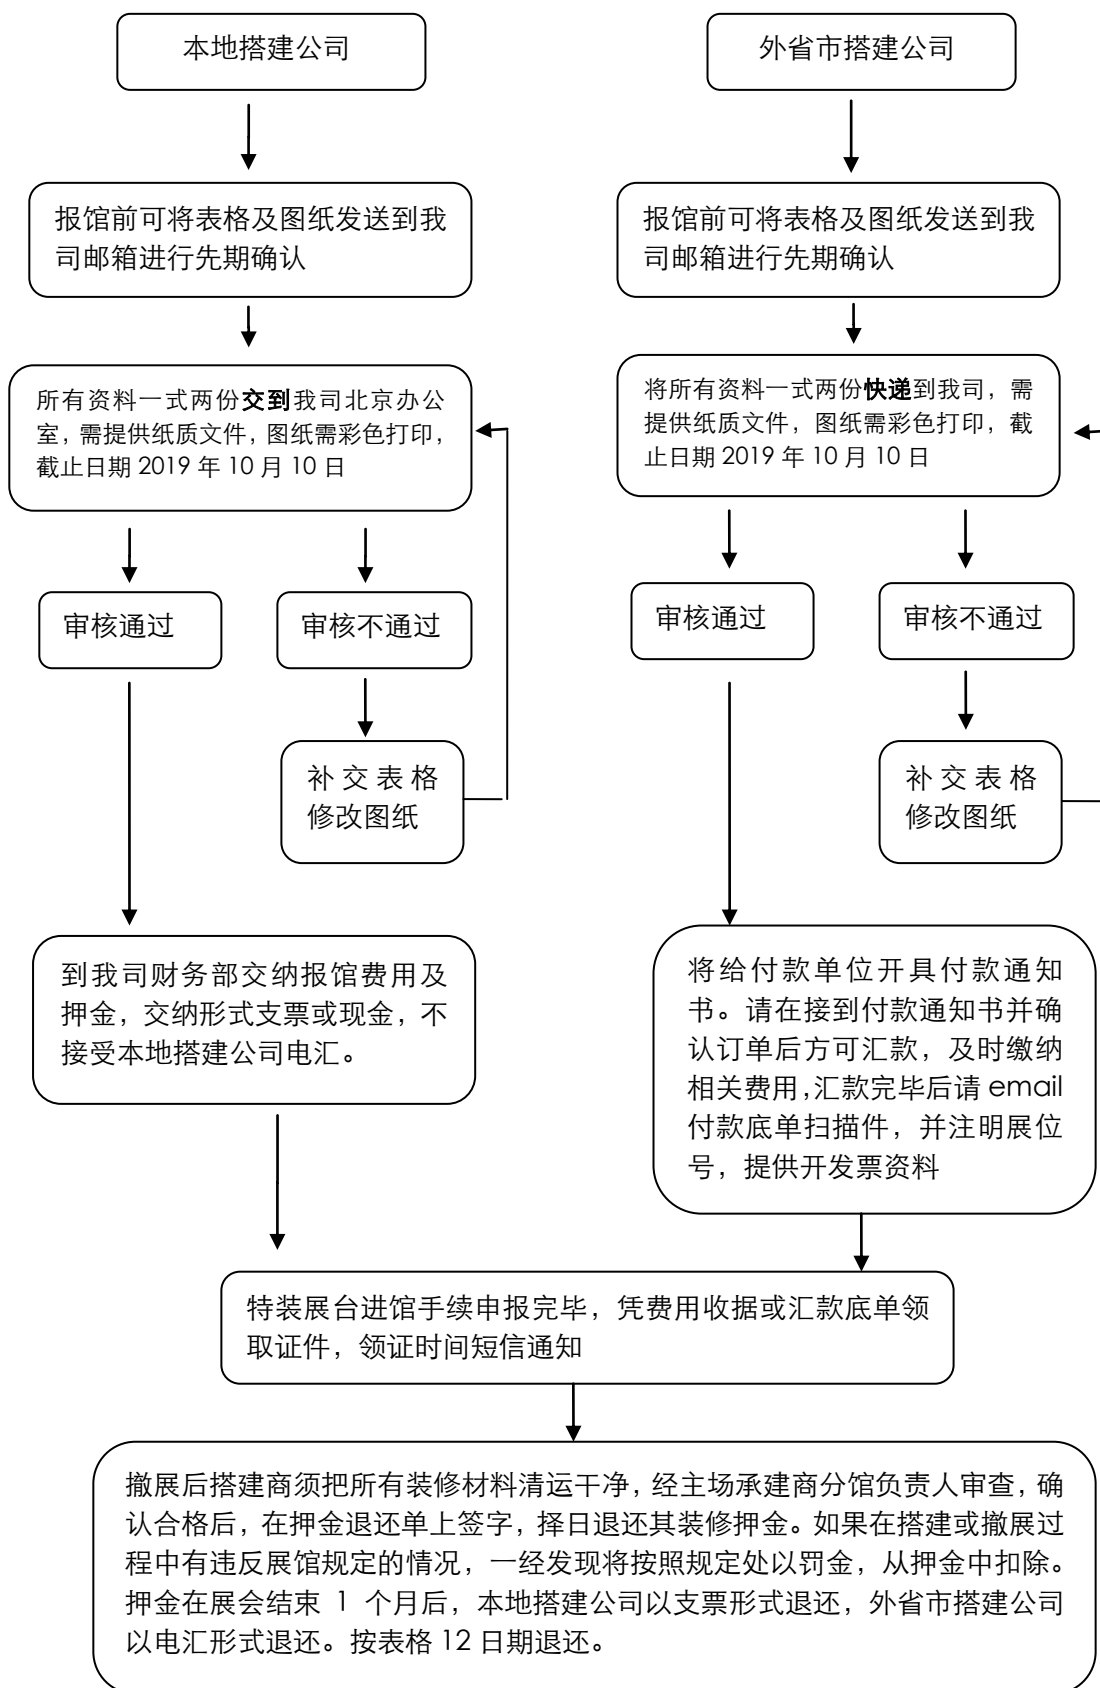 本地搭建公司
外省市搭建公司
报馆前可将表格及图纸发送到我
司邮箱进行先期确认
报馆前可将表格及图纸发送到我
司邮箱进行先期确认
所有资料一式两份交到我司北京办公
室，需提供纸质文件，图纸需彩色打印，
截止日期 2019 年 10 月 10 日
将所有资料一式两份快递到我司，需
提供纸质文件，图纸需彩色打印，截
止日期 2019 年 10 月 10 日
审核通过
审核不通过
审核通过
审核不通过
补交表格
修改图纸
补交表格
修改图纸
到我司财务部交纳报馆费用及
押金，交纳形式支票或现金，不
接受本地搭建公司电汇。
将给付款单位开具付款通知
书。请在接到付款通知书并确
认订单后方可汇款，及时缴纳
相关费用，汇款完毕后请 email
付款底单扫描件，并注明展位
号，提供开发票资料
特装展台进馆手续申报完毕，凭费用收据或汇款底单领
取证件，领证时间短信通知
撤展后搭建商须把所有装修材料清运干净，经主场承建商分馆负责人审查，确
认合格后，在押金退还单上签字，择日退还其装修押金。如果在搭建或撤展过
程中有违反展馆规定的情况，一经发现将按照规定处以罚金，从押金中扣除。
押金在展会结束 1 个月后，本地搭建公司以支票形式退还，外省市搭建公司
以电汇形式退还。按表格 12 日期退还。